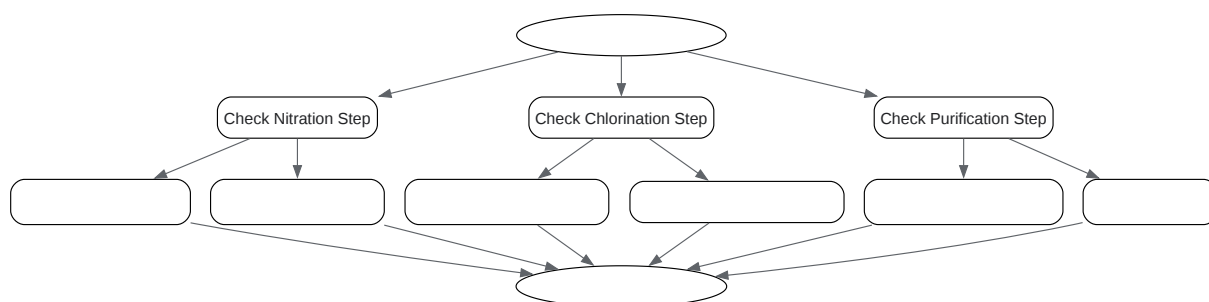 Check Nitration Step
Check Chlorination Step
Check Purification Step